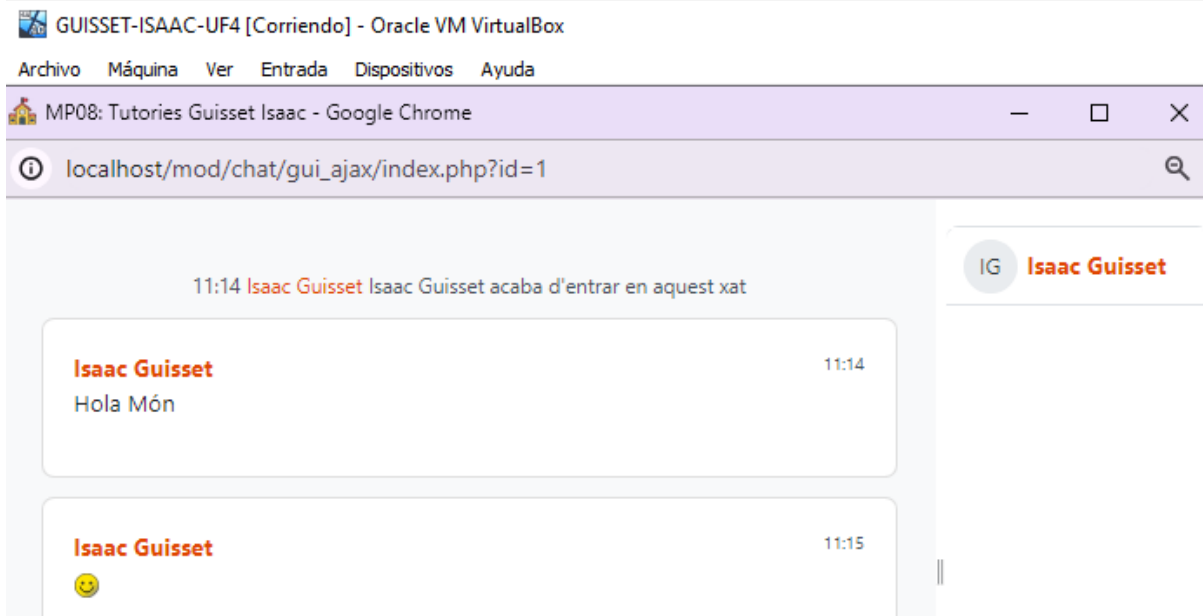 GUISSET-ISAAC-UF4 [Corriendo] - Oracle VM VirtualBox
Archivo Máquina Ver Entrada Dispositivos Ayuda
MP08: Tutories Guisset Isaac - Google Chrome
localhost/mod/chat/gui_ajax/index.php?id=1
11:14 Isaac Guisset Isaac Guisset acaba d'entrar en aquest xat
IG Isaac Guisset
Isaac Guisset 11:14
Hola Món
Isaac Guisset 11:15